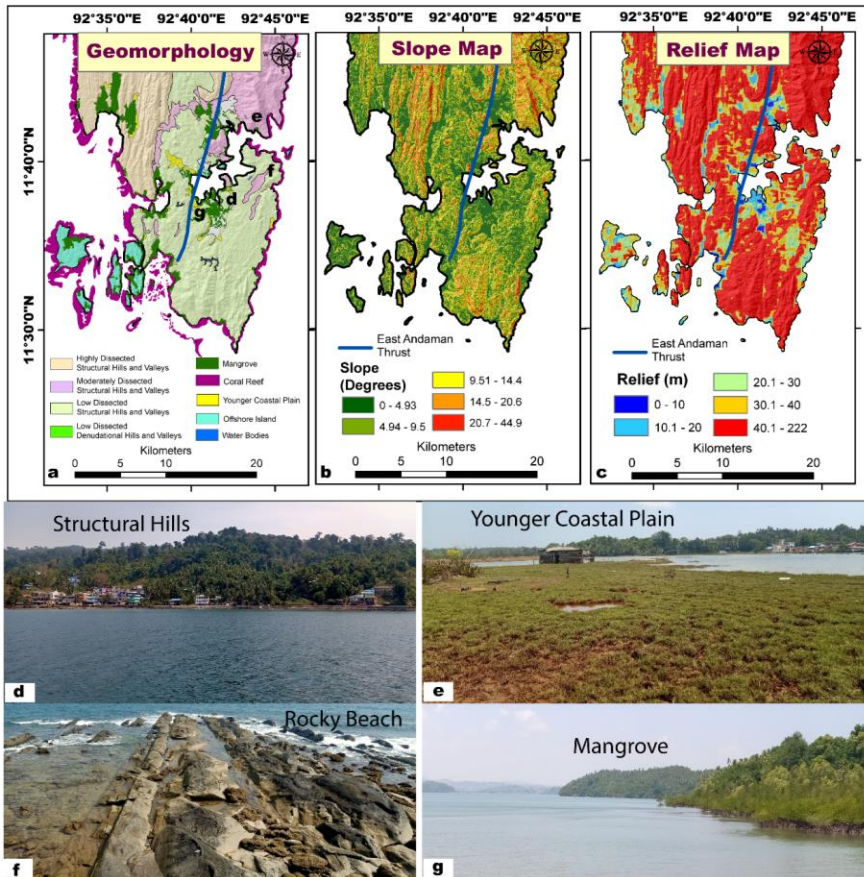 92°35'0"E 92°40'0"E 92°45'0"E
92°35'0"E 92°40'0"E 92°45'0"E
92°35'0"E 92°40'0"E 92°45'0"E
Geomorphology
Slope Map
Relief Map
11°40'0"N
11°30'0"N
e
f
d
g
Highly Dissected
Structural Hills and Valleys
Moderately Dissected
Structural Hills and Valleys
Low Dissected
Structural Hills and Valleys
Low Dissected
Denudational Hills and Valleys
Mangrove
Coral Reef
Younger Coastal Plain
Offshore Island
Water Bodies
Kilometers
0 5 10 20
a
East Andaman
Thrust
Slope
(Degrees)
0 - 4.93
4.94 - 9.5
9.51 - 14.4
14.5 - 20.6
20.7 - 44.9
Kilometers
0 5 10 20
b
East Andaman
Thrust
Relief (m)
0 - 10
10.1 - 20
20.1 - 30
30.1 - 40
40.1 - 222
Kilometers
0 5 10 20
c
Structural Hills
d
Younger Coastal Plain
e
Rocky Beach
f
Mangrove
g